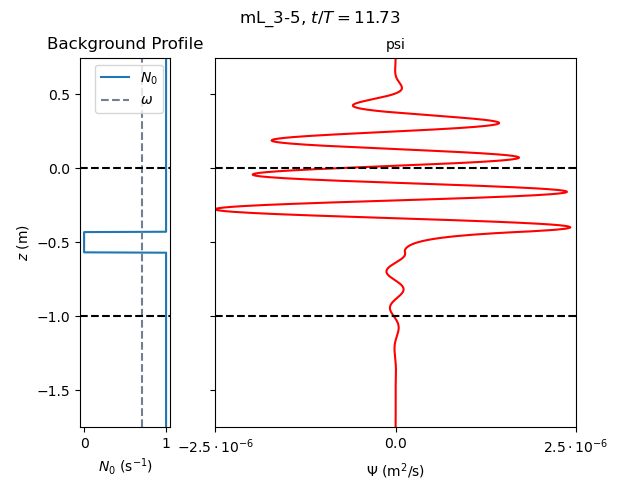 mL_3-5, t/T = 11.73
Background Profile
psi
N₀
ω
0.5
0.0
−0.5
−1.0
−1.5
z (m)
0
1
−2.5 · 10⁻⁶
0.0
2.5 · 10⁻⁶
N₀ (s⁻¹)
Ψ (m²/s)